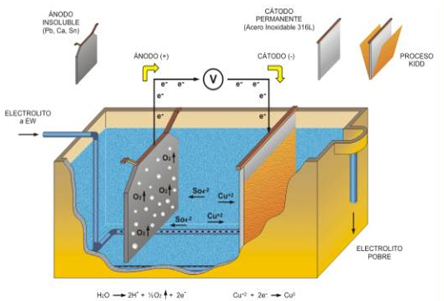 ÁNODO
INSOLUBLE
(Pb, Ca, Sn)
CÁTODO
PERMANENTE
(Acero Inoxidable 316L)
PROCESO
KIDD
ÁNODO (+)
CÁTODO (-)
V
e- e-
e- e-
e-
e-
e-
e-
ELECTROLITO
a EW
O₂
O₂
O₂
O₂
So₄-2
Cu+2
So₄-2
Cu+2
ELECTROLITO
POBRE
H₂O → 2H⁺ + ½O₂ ↑ + 2e⁻
Cu+2 + 2e- → Cu⁰